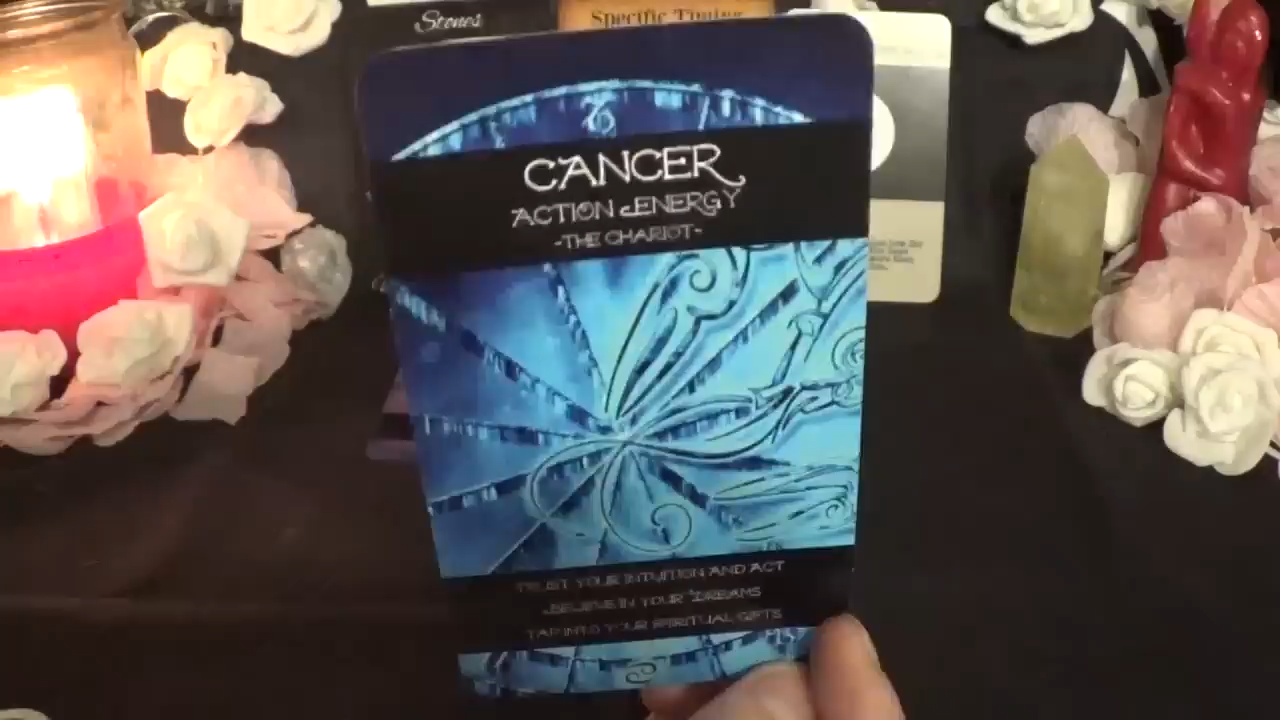 Stones
Specific Timing
CANCER
ACTION ENERGY
-THE CHARIOT-
TRUST YOUR INTUITION AND ACT
BELIEVE IN YOUR DREAMS
TAP INTO YOUR SPIRITUAL GIFTS